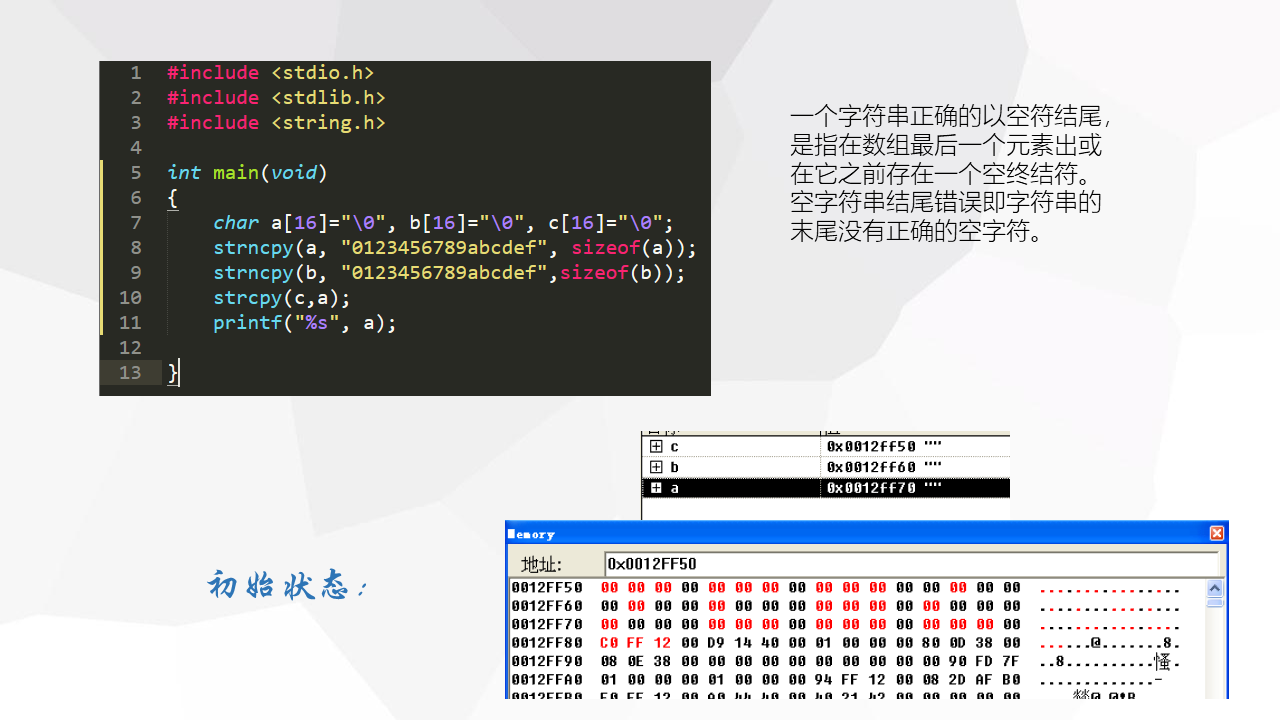 1 #include <stdio.h>
2 #include <stdlib.h>
3 #include <string.h>
4
5 int main(void)
6 {
7 char a[16]="\0", b[16]="\0", c[16]="\0";
8 strncpy(a, "0123456789abcdef", sizeof(a));
9 strncpy(b, "0123456789abcdef",sizeof(b));
10 strcpy(c,a);
11 printf("%s", a);
12
13 }
一个字符串正确的以空符结尾，
是指在数组最后一个元素出或
在它之前存在一个空终结符。
空字符串结尾错误即字符串的
末尾没有正确的空字符。
c 0x0012ff50 ""
b 0x0012ff60 ""
a 0x0012ff70 ""
初始状态：
Memory
地址: 0x0012FF50
0012FF50 00 00 00 00 00 00 00 00 00 00 00 00 00 00 00 00 ................
0012FF60 00 00 00 00 00 00 00 00 00 00 00 00 00 00 00 00 ................
0012FF70 00 00 00 00 00 00 00 00 00 00 00 00 00 00 00 00 ................
0012FF80 C0 FF 12 00 D9 14 40 00 01 00 00 00 80 0D 38 00 ......@.......8.
0012FF90 08 0E 38 00 00 00 00 00 00 00 00 00 00 90 FD 7F ..8..........
0012FFA0 01 00 00 00 01 00 00 00 94 FF 12 00 08 2D AF B0